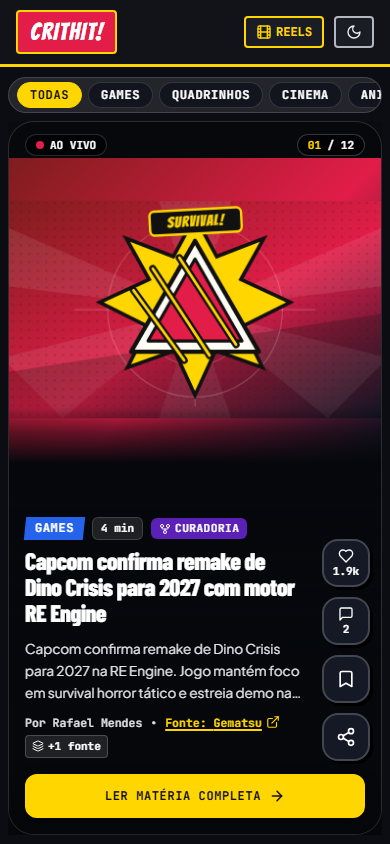 CRITHIT!
REELS
TODAS
GAMES
QUADRINHOS
CINEMA
ANI
AO VIVO
01 / 12
SURVIVAL!
GAMES
4 min
CURADORIA
Capcom confirma remake de
Dino Crisis para 2027 com motor
RE Engine
1.9k
2
Capcom confirma remake de Dino Crisis
para 2027 na RE Engine. Jogo mantém foco
em survival horror tático e estreia demo na…
Por Rafael Mendes • Fonte: Gematsu
+1 fonte
LER MATÉRIA COMPLETA →